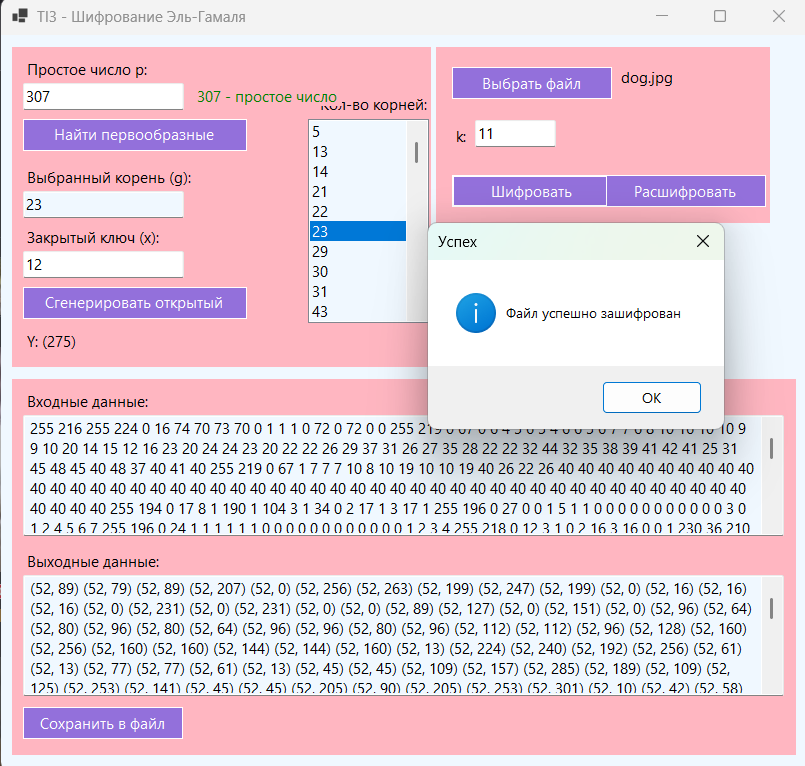 TI3 - Шифрование Эль-Гамаля
Простое число p:
307
307 - простое число
Кол-во корней:
Найти первообразные
5
13
14
21
22
23
29
30
31
43
Выбранный корень (g):
23
Закрытый ключ (x):
12
Сгенерировать открытый
Y: (275)
Выбрать файл
dog.jpg
k:
11
Шифровать
Расшифровать
Успех
Файл успешно зашифрован
ОК
Входные данные:
255 216 255 224 0 16 74 70 73 70 0 1 1 1 0 72 0 72 0 0 255 219 0 67 0 10 10 10 10 9
9 10 20 14 15 12 16 23 20 24 24 23 20 22 22 26 29 37 31 26 27 35 28 22 22 32 44 32 35 38 39 41 42 41 25 31
45 48 45 40 48 37 40 41 40 255 219 0 67 1 7 7 7 10 8 10 19 10 10 19 40 26 22 26 40 40 40 40 40 40 40 40 40 40
40 40 40 40 40 40 40 40 40 40 40 40 40 40 40 40 40 40 40 40 40 40 40 40 40 40 40 40 40 40 40 40
40 40 40 40 255 194 0 17 8 1 190 1 104 3 1 34 0 2 17 1 3 17 1 255 196 0 27 0 0 1 5 1 1 0 0 0 0 0 0 0 0 0 0 0 3 0
1 2 4 5 6 7 255 196 0 24 1 1 1 1 1 1 0 0 0 0 0 0 0 0 0 0 0 0 1 2 3 4 255 218 0 12 3 1 0 2 16 3 16 0 0 1 230 36 210
Выходные данные:
(52, 89) (52, 79) (52, 89) (52, 207) (52, 0) (52, 256) (52, 263) (52, 199) (52, 247) (52, 199) (52, 0) (52, 16) (52, 16)
(52, 16) (52, 0) (52, 231) (52, 0) (52, 231) (52, 0) (52, 0) (52, 89) (52, 127) (52, 0) (52, 151) (52, 0) (52, 96) (52, 64)
(52, 80) (52, 96) (52, 80) (52, 64) (52, 96) (52, 96) (52, 80) (52, 96) (52, 112) (52, 112) (52, 96) (52, 128) (52, 160)
(52, 256) (52, 160) (52, 160) (52, 144) (52, 144) (52, 160) (52, 13) (52, 224) (52, 240) (52, 192) (52, 256) (52, 61)
(52, 13) (52, 77) (52, 77) (52, 61) (52, 13) (52, 45) (52, 45) (52, 109) (52, 157) (52, 285) (52, 189) (52, 109) (52,
125) (52, 253) (52, 141) (52, 45) (52, 45) (52, 205) (52, 90) (52, 205) (52, 253) (52, 301) (52, 10) (52, 42) (52, 58)
Сохранить в файл